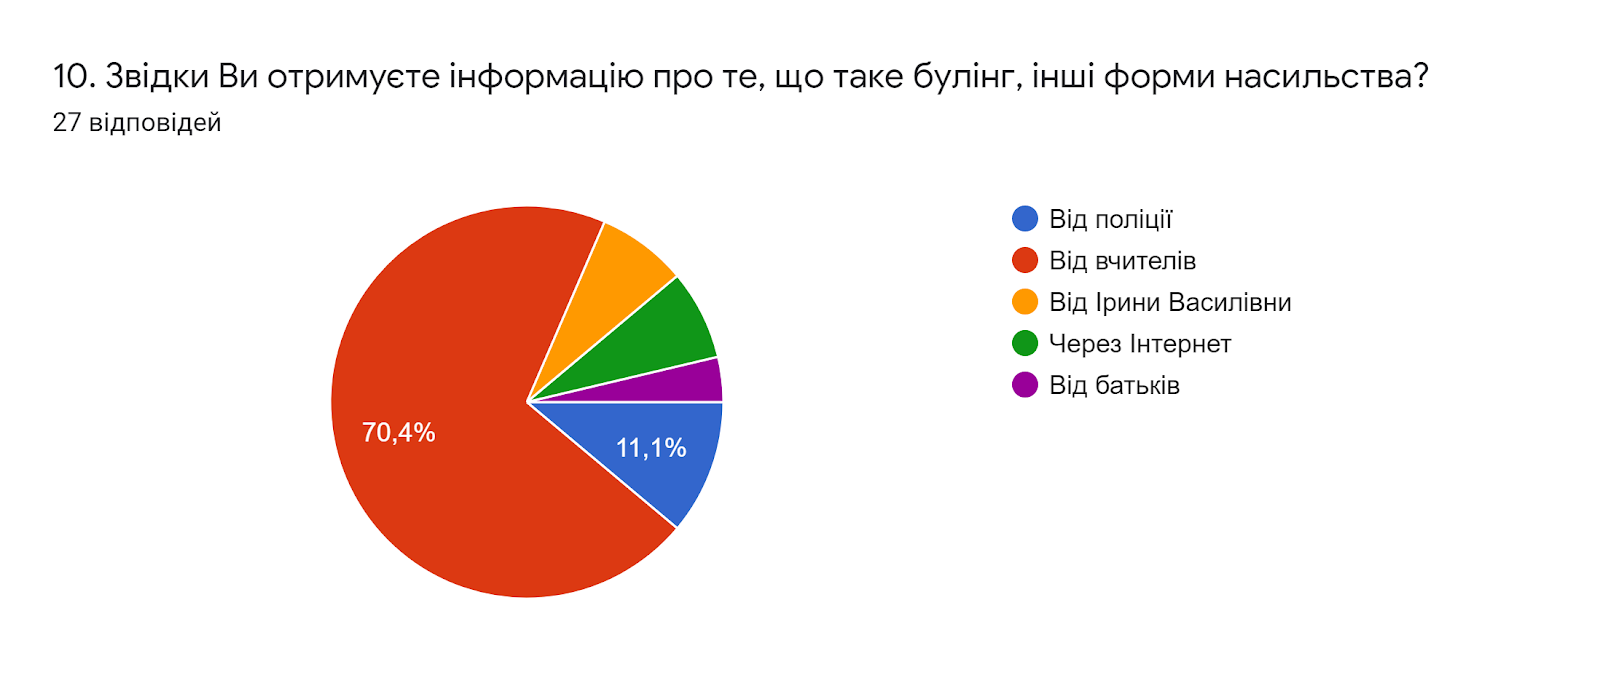 10. Звідки Ви отримуєте інформацію про те, що таке булінг, інші форми насильства?
27 відповідей
70,4%
11,1%
Від поліції
Від вчителів
Від Ірини Василівни
Через Інтернет
Від батьків